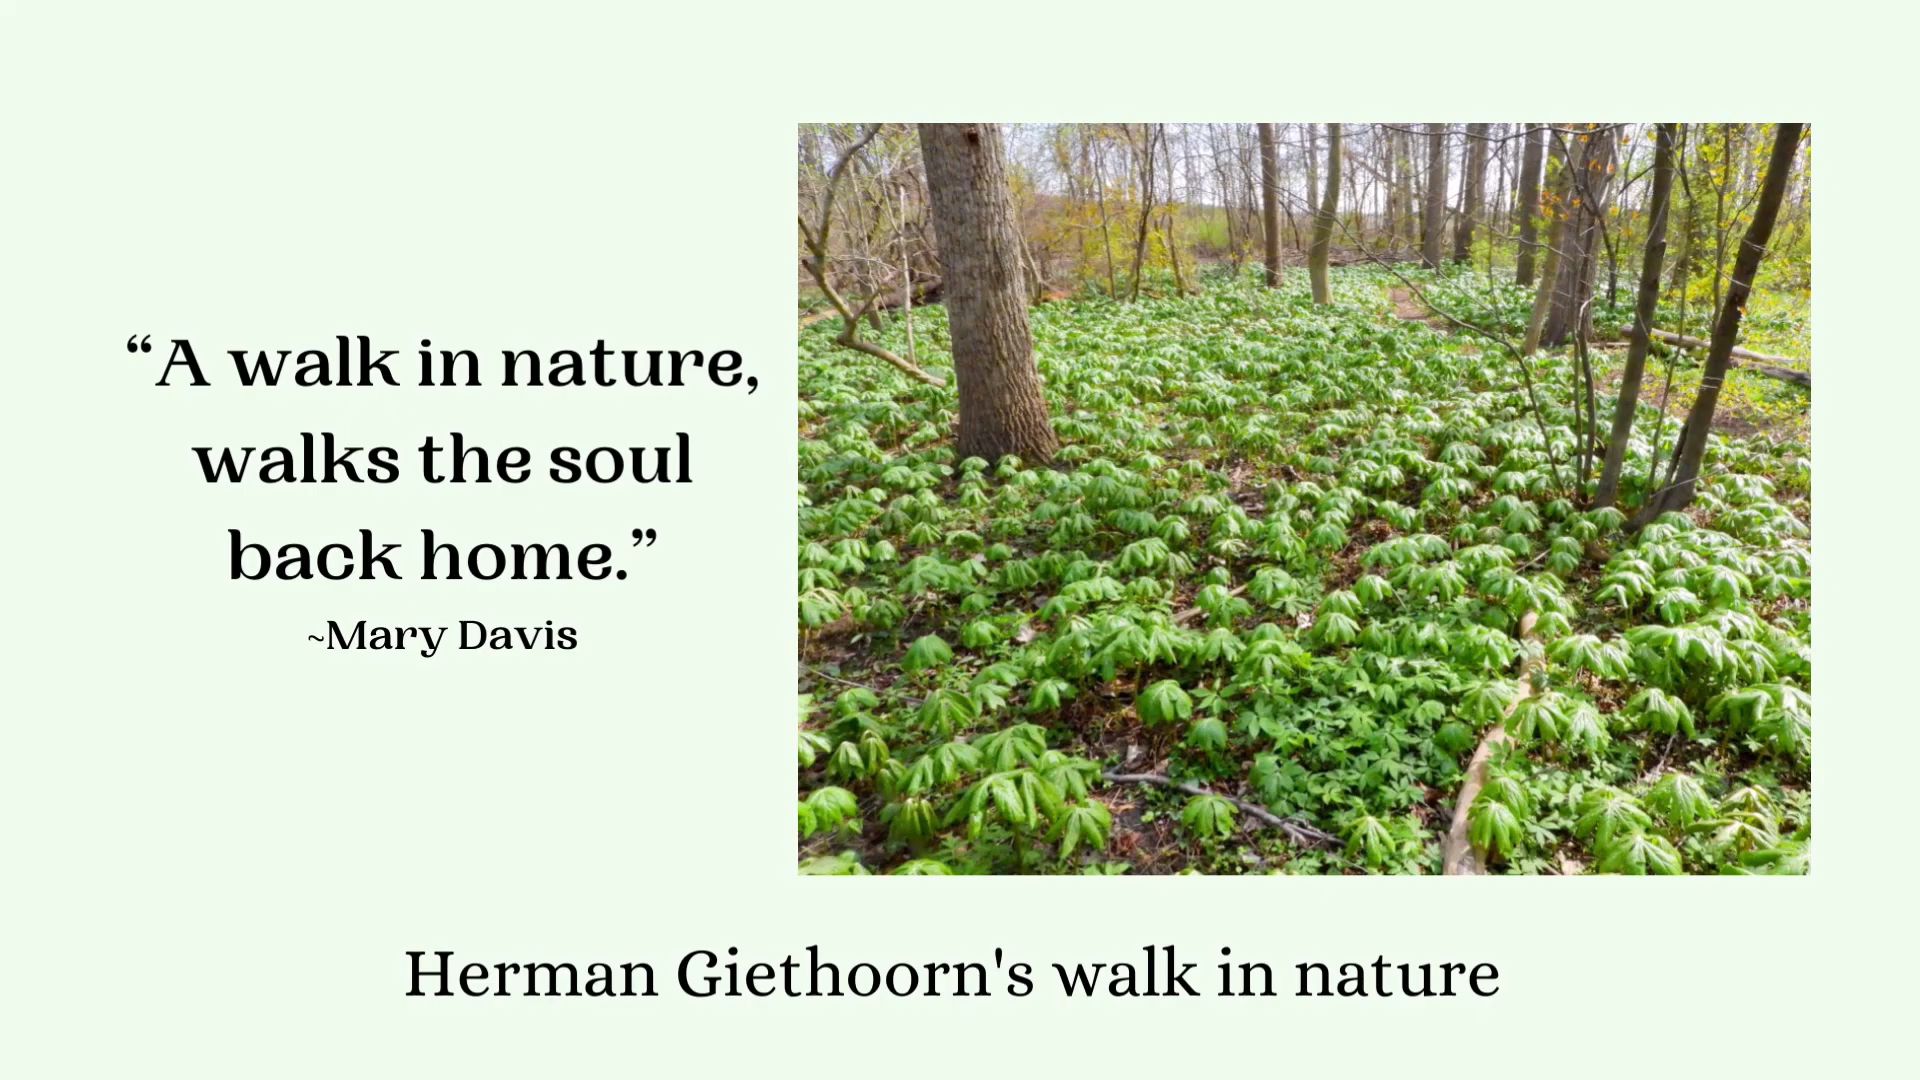 “A walk in nature,
walks the soul
back home.”
~Mary Davis
Herman Giethoorn's walk in nature